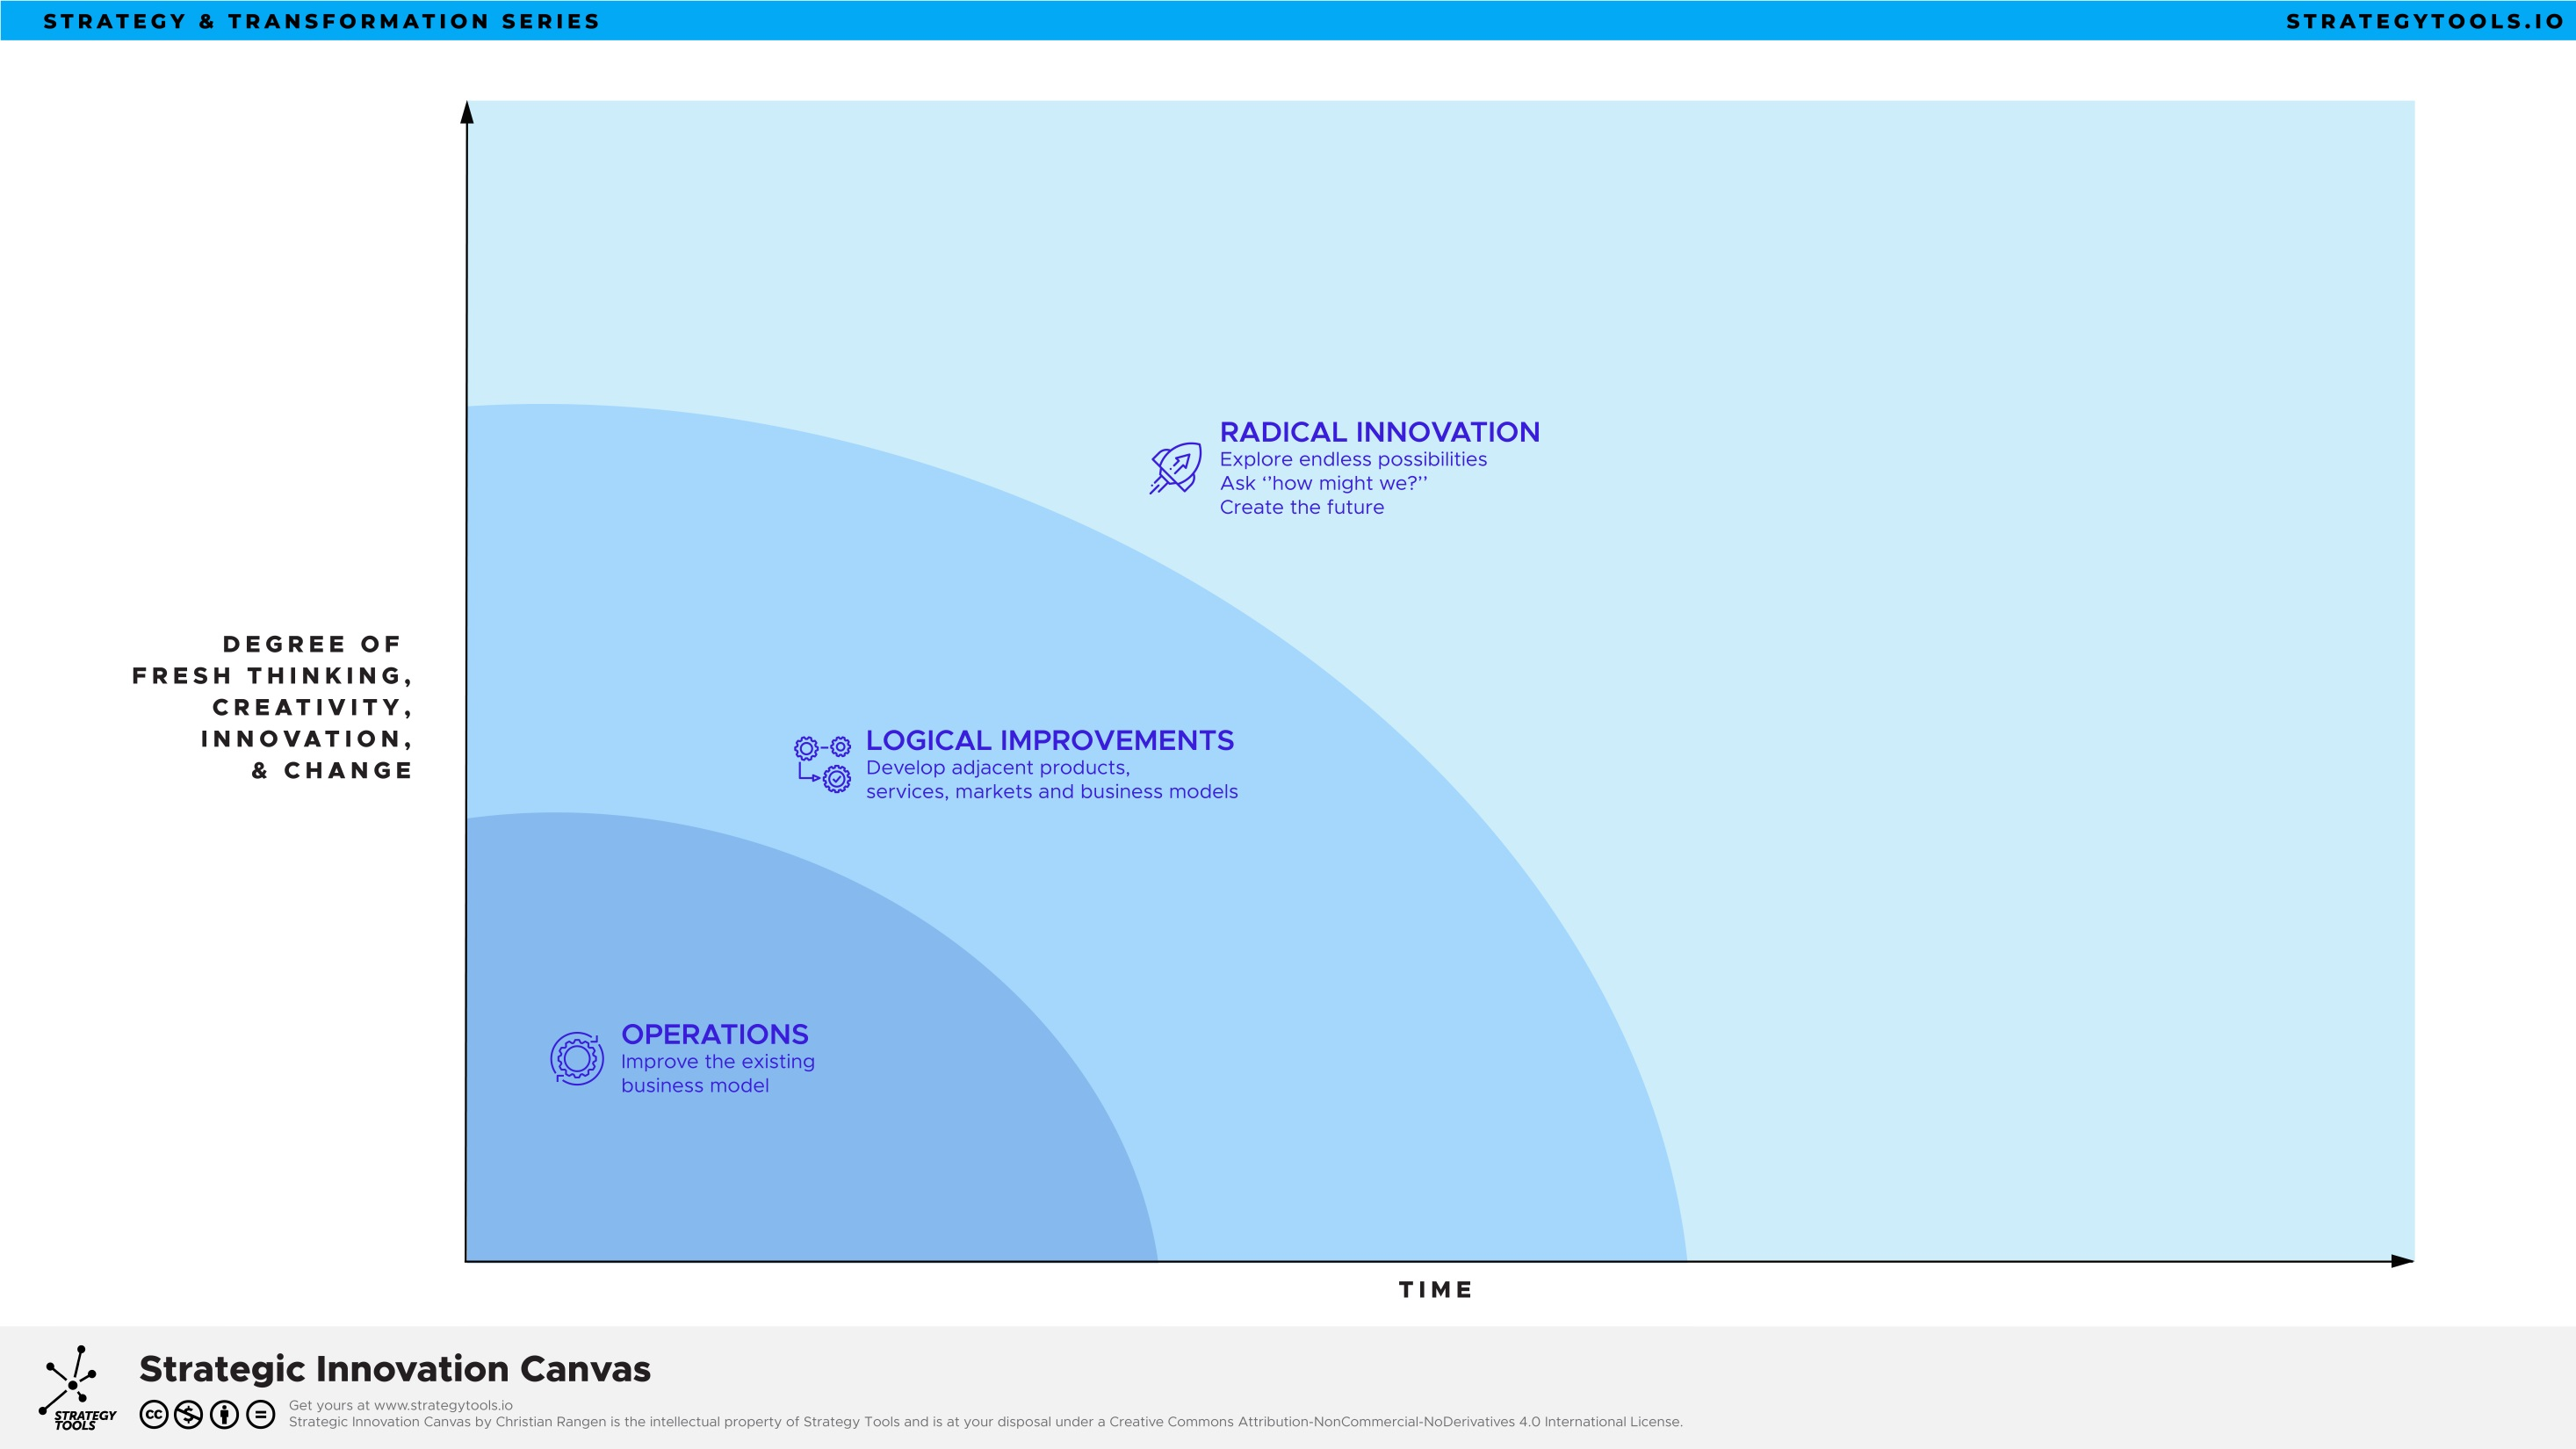 STRATEGY & TRANSFORMATION SERIES
STRATEGYTOOLS.IO
RADICAL INNOVATION
Explore endless possibilities
Ask ‘’how might we?’’
Create the future
DEGREE OF
FRESH THINKING,
CREATIVITY,
INNOVATION,
& CHANGE
LOGICAL IMPROVEMENTS
Develop adjacent products,
services, markets and business models
OPERATIONS
Improve the existing
business model
TIME
Strategic Innovation Canvas
STRATEGY
TOOLS
cc
Get yours at www.strategytools.io
Strategic Innovation Canvas by Christian Rangen is the intellectual property of Strategy Tools and is at your disposal under a Creative Commons Attribution-NonCommercial-NoDerivatives 4.0 International License.